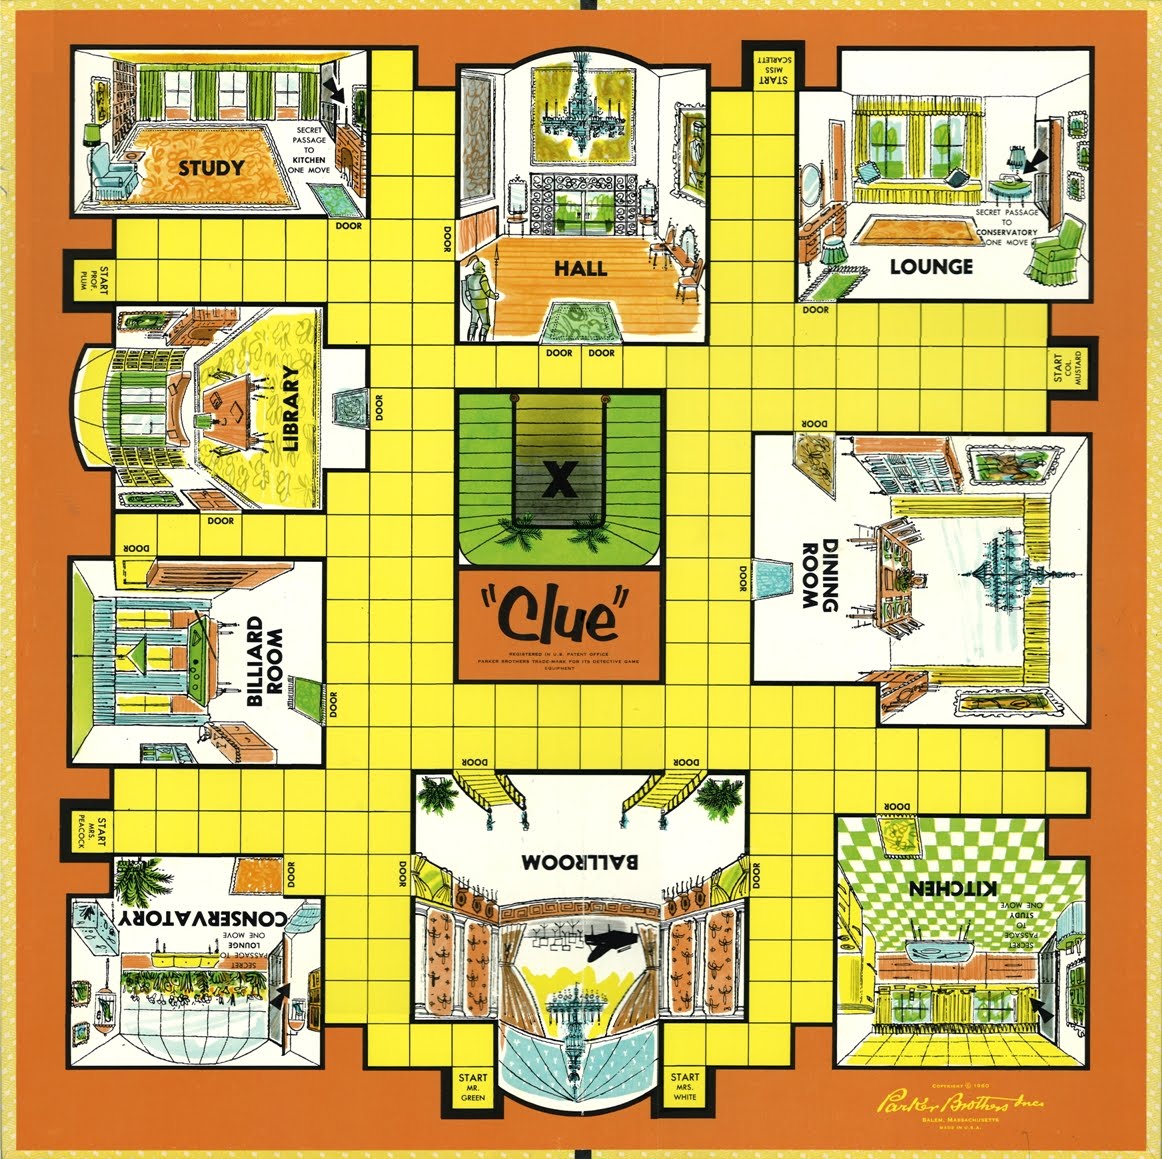 START
MISS
SCARLETT
SECRET
PASSAGE
TO
KITCHEN
ONE MOVE
STUDY
DOOR
DOOR
HALL
DOOR
DOOR
SECRET PASSAGE
TO
CONSERVATORY
ONE MOVE
LOUNGE
DOOR
START
PROF.
PLUM
START
COL.
MUSTARD
LIBRARY
DOOR
DOOR
X
DOOR
DINING
ROOM
DOOR
DOOR
BILLIARD
ROOM
DOOR
"Clue"
REGISTERED IN U.S. PATENT OFFICE
PARKER BROTHERS TRADE-MARK FOR ITS DETECTIVE GAME
EQUIPMENT
START
MRS.
PEACOCK
DOOR
DOOR
BALLROOM
DOOR
DOOR
DOOR
KITCHEN
SECRET
PASSAGE
TO
STUDY
ONE MOVE
DOOR
CONSERVATORY
SECRET
PASSAGE TO
LOUNGE
ONE MOVE
START
MR.
GREEN
START
MRS.
WHITE
COPYRIGHT © 1960
Parker Brothers Inc.
SALEM, MASSACHUSETTS
MADE IN U.S.A.